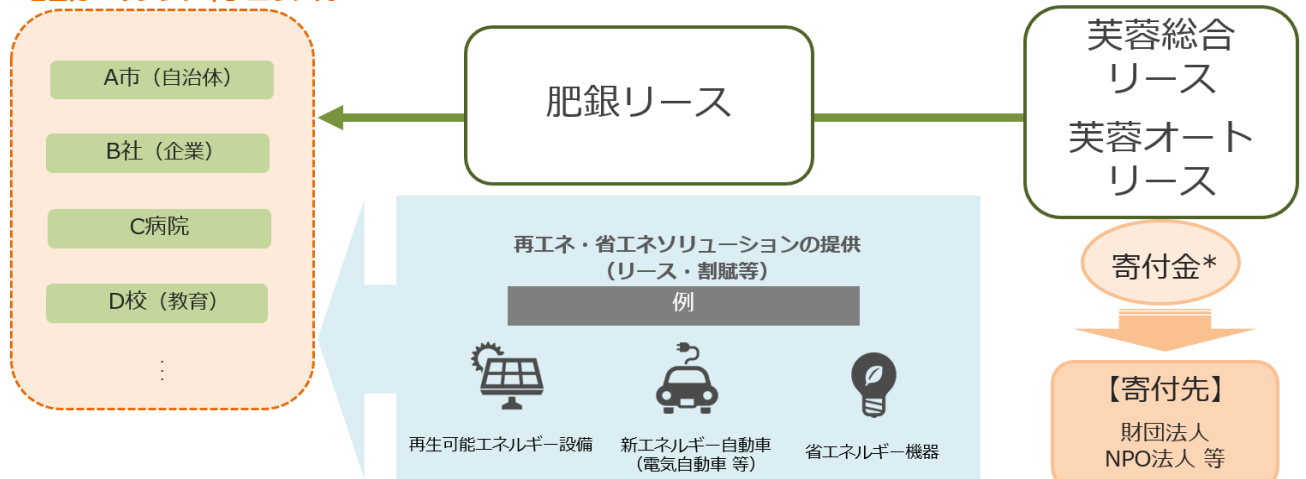 A市（自治体）
B社（企業）
C病院
D校（教育）
⋮
肥銀リース
芙蓉総合
リース
芙蓉オート
リース
再エネ・省エネソリューションの提供
（リース・割賦等）
例
再生可能エネルギー設備
新エネルギー自動車
（電気自動車 等）
省エネルギー機器
寄付金*
【寄付先】
財団法人
NPO法人 等